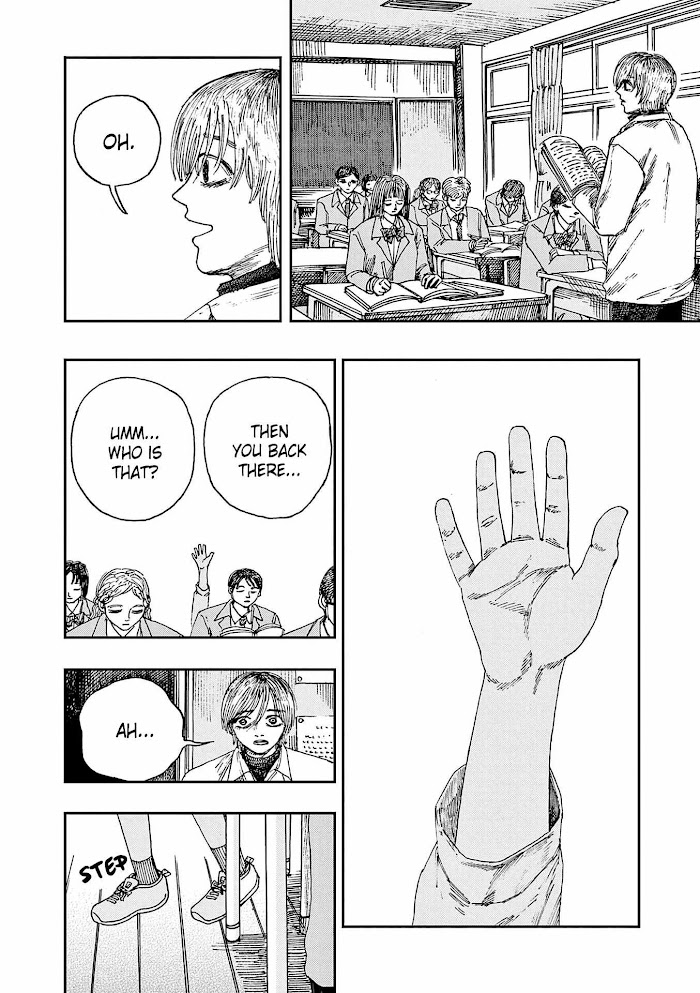 OH.
THEN
YOU BACK
THERE...
UMM...
WHO IS
THAT?
AH...
STEP